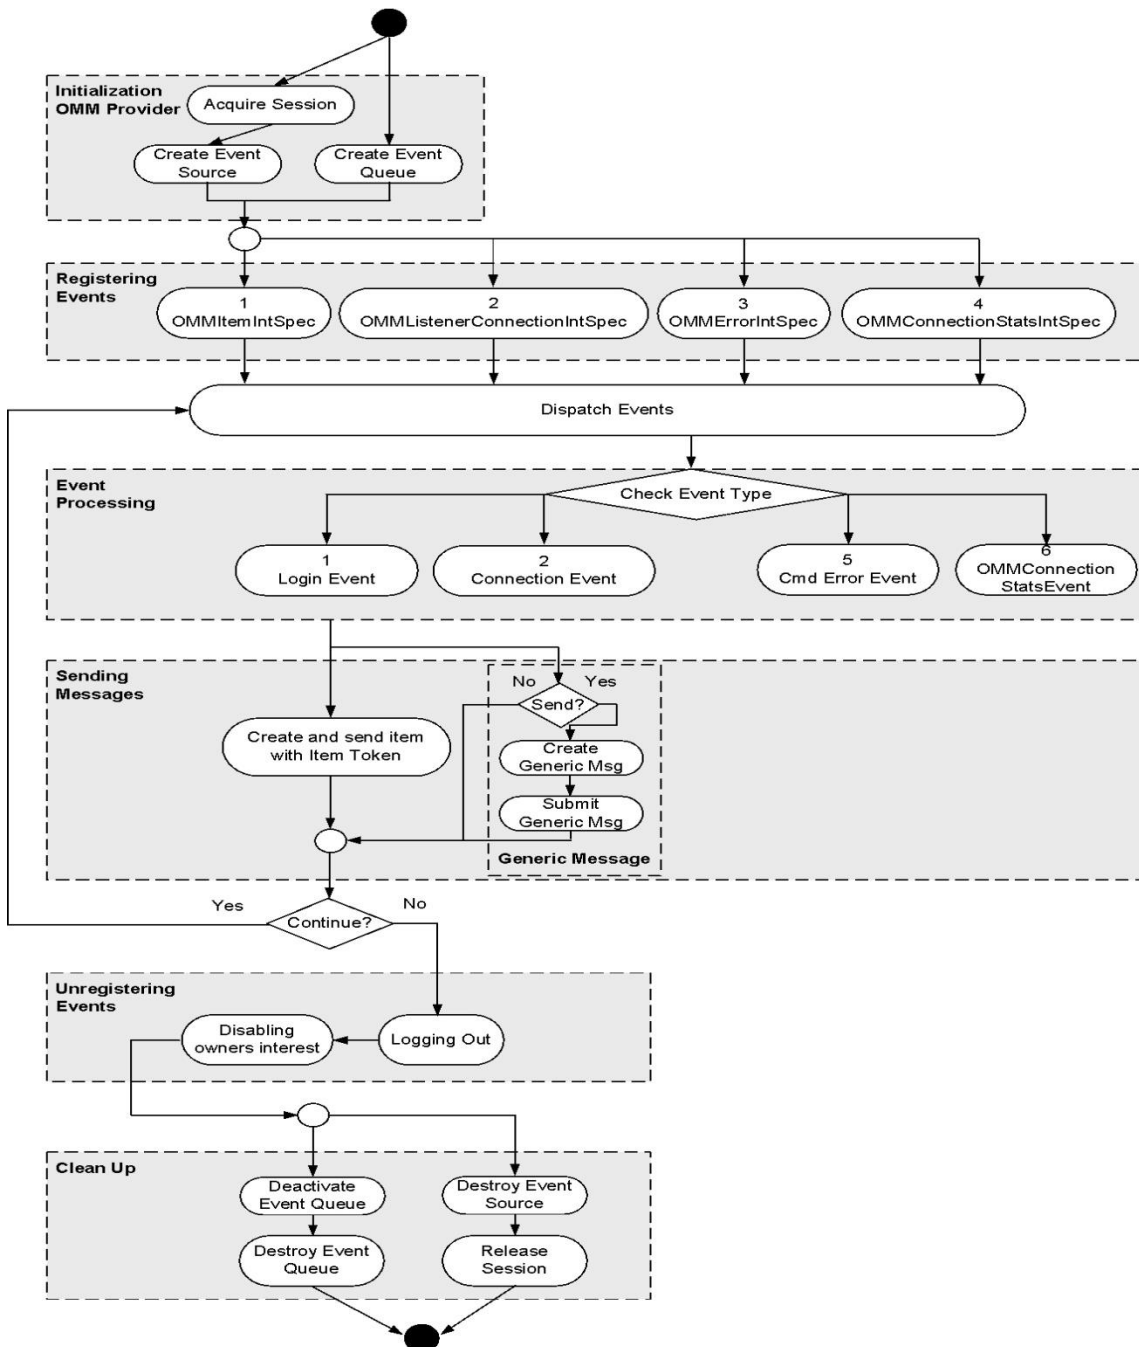 Initialization
OMM Provider
Acquire Session
Create Event
Source
Create Event
Queue
Registering
Events
1
OMMItemIntSpec
2
OMMListenerConnectionIntSpec
3
OMMErrorIntSpec
4
OMMConnectionStatsIntSpec
Dispatch Events
Event
Processing
Check Event Type
1
Login Event
2
Connection Event
5
Cmd Error Event
6
OMMConnection
StatsEvent
Sending
Messages
No
Yes
Send?
Create and send item
with Item Token
Create
Generic Msg
Submit
Generic Msg
Generic Message
Yes
No
Continue?
Unregistering
Events
Disabling
owners interest
Logging Out
Clean Up
Deactivate
Event Queue
Destroy Event
Source
Destroy Event
Queue
Release
Session